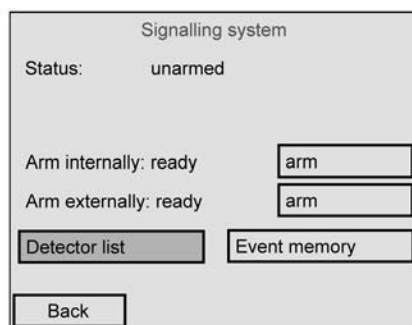 Signalling system
Status: unarmed
Arm internally: ready arm
Arm externally: ready arm
Detector list Event memory
Back